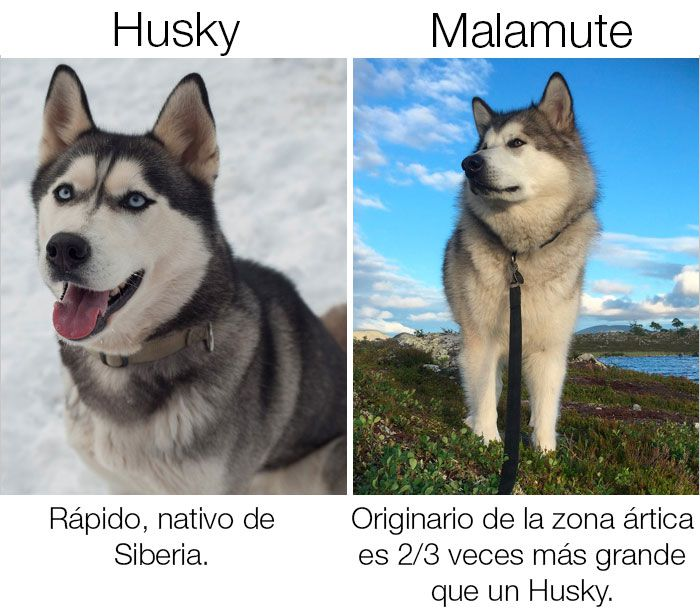 Husky
Malamute
Rápido, nativo de
Siberia.
Originario de la zona ártica
es 2/3 veces más grande
que un Husky.